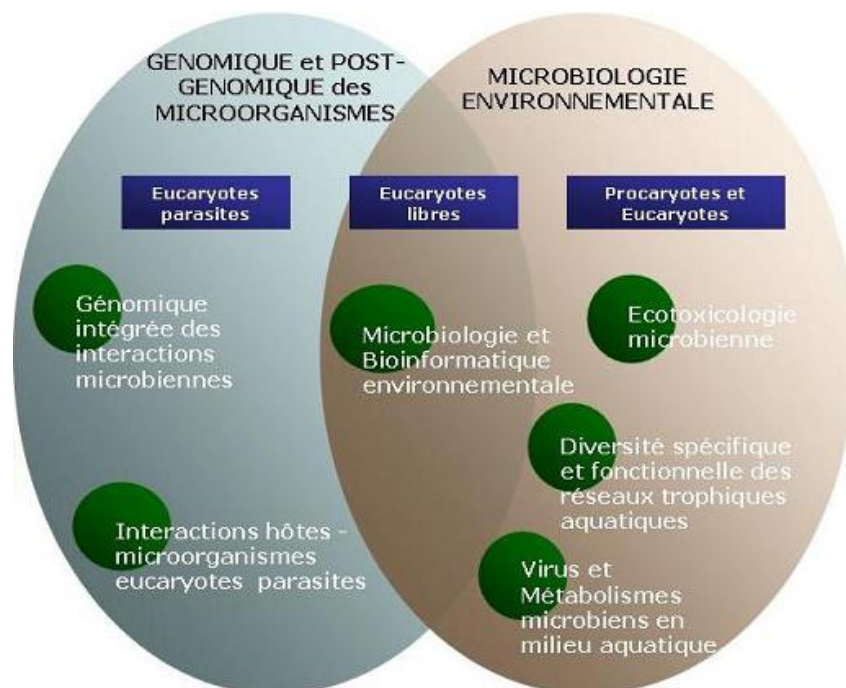 GENOMIQUE et POST-
GENOMIQUE des
MICROORGANISMES
MICROBIOLOGIE
ENVIRONNEMENTALE
Eucaryotes
parasites
Eucaryotes
libres
Procaryotes et
Eucaryotes
Génomique
intégrée des
interactions
microbiennes
Microbiologie et
Bioinformatique
environnementale
Ecotoxicologie
microbienne
Diversité spécifique
et fonctionnelle des
réseaux trophiques
aquatiques
Interactions hôtes -
microorganismes
eucaryotes parasites
Virus et
Métabolismes
microbiens en
milieu aquatique